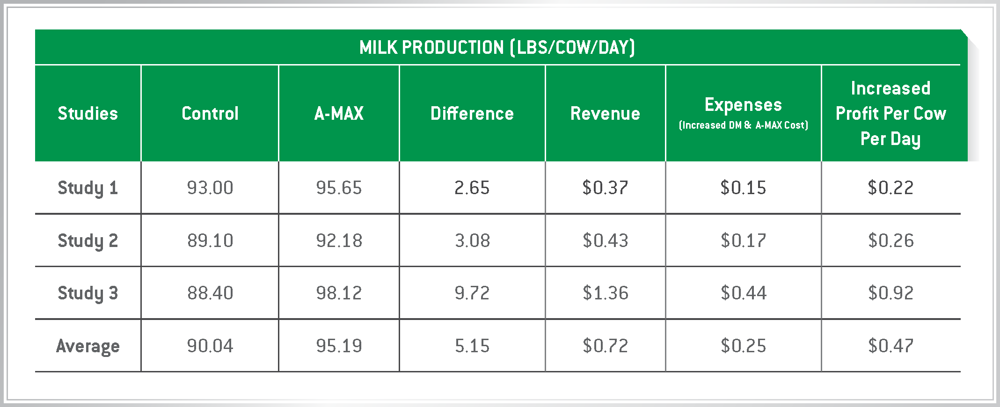 MILK PRODUCTION (LBS/COW/DAY)
Studies Control A-MAX Difference Revenue Expenses (Increased DM & A-MAX Cost) Increased Profit Per Cow Per Day
Study 1 93.00 95.65 2.65 $0.37 $0.15 $0.22
Study 2 89.10 92.18 3.08 $0.43 $0.17 $0.26
Study 3 88.40 98.12 9.72 $1.36 $0.44 $0.92
Average 90.04 95.19 5.15 $0.72 $0.25 $0.47